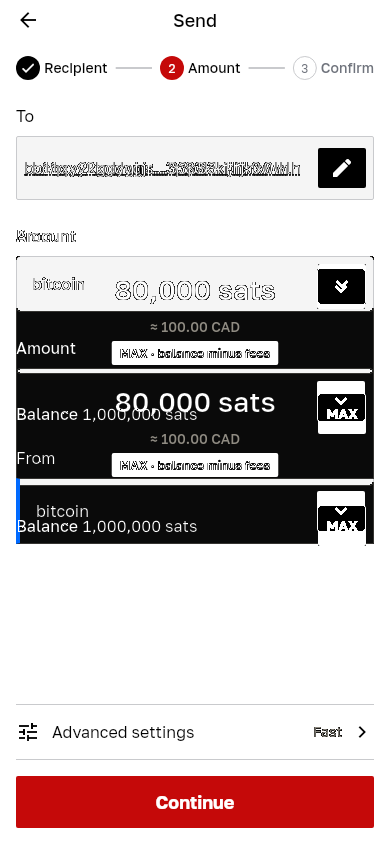 Send
Recipient 2 Amount 3 Confirm
To
bitcoin
80,000 sats
≈ 100.00 CAD
Amount
MAX - balance minus fees
80,000 sats
Balance 1,000,000 sats
MAX
≈ 100.00 CAD
From
MAX - balance minus fees
bitcoin
Balance 1,000,000 sats
MAX
Advanced settings Fast
Continue